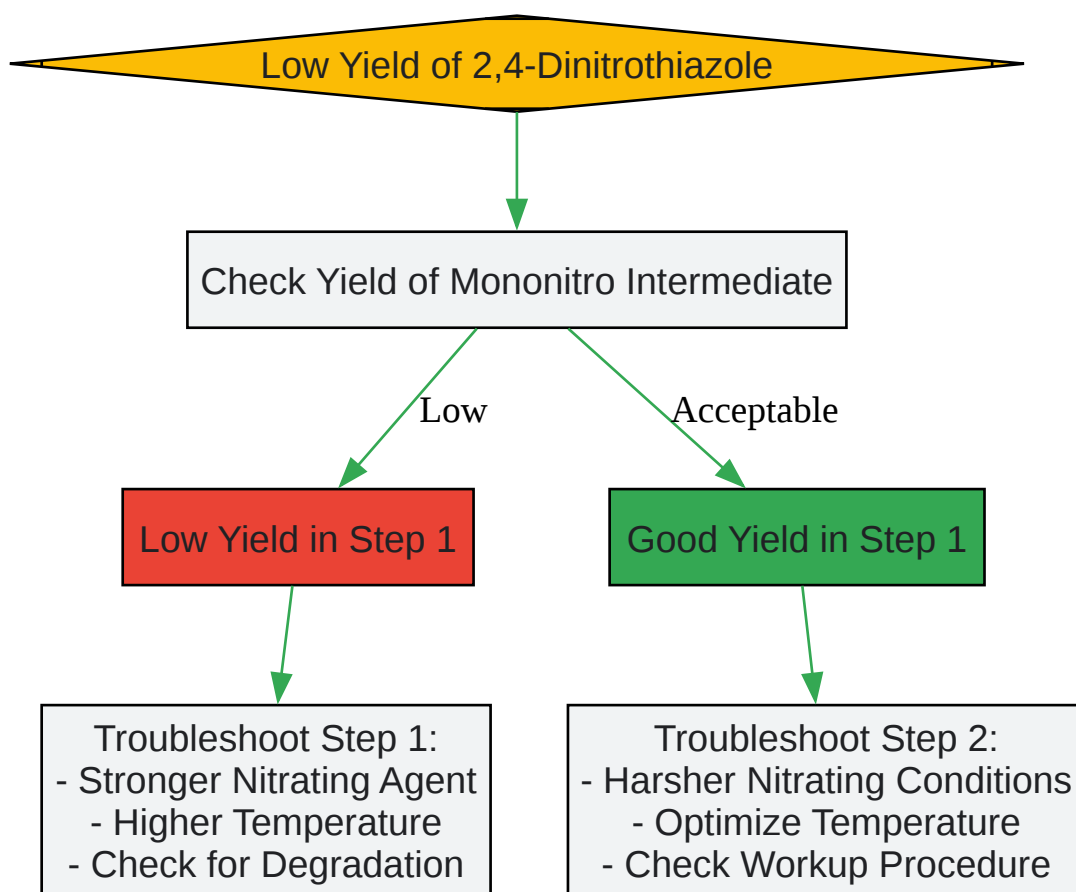 Low Yield of 2,4-Dinitrothiazole
Check Yield of Mononitro Intermediate
Low
Acceptable
Low Yield in Step 1
Good Yield in Step 1
Troubleshoot Step 1:
- Stronger Nitrating Agent
- Higher Temperature
- Check for Degradation
Troubleshoot Step 2:
- Harsher Nitrating Conditions
- Optimize Temperature
- Check Workup Procedure